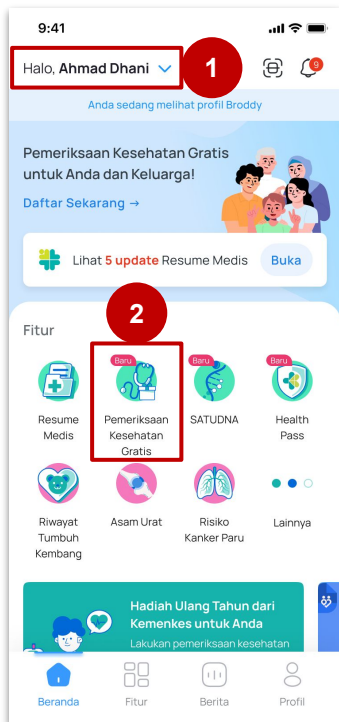 9:41
Halo, Ahmad Dhani
1
9
Anda sedang melihat profil Broddy
Pemeriksaan Kesehatan Gratis
untuk Anda dan Keluarga!
Daftar Sekarang →
Lihat 5 update Resume Medis
Buka
2
Fitur
Baru
Baru
Baru
Resume
Medis
Pemeriksaan
Kesehatan
Gratis
SATUDNA
Health
Pass
Riwayat
Tumbuh
Kembang
Asam Urat
Risiko
Kanker Paru
Lainnya
Hadiah Ulang Tahun dari
Kemenkes untuk Anda
Lakukan pemeriksaan kesehatan
Beranda
Fitur
Berita
Profil